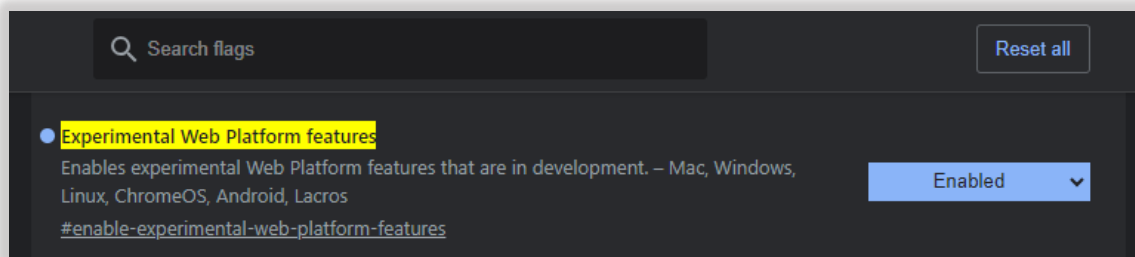 Search flags
Reset all
Experimental Web Platform features
Enables experimental Web Platform features that are in development. – Mac, Windows,
Linux, ChromeOS, Android, Lacros
Enabled
#enable-experimental-web-platform-features